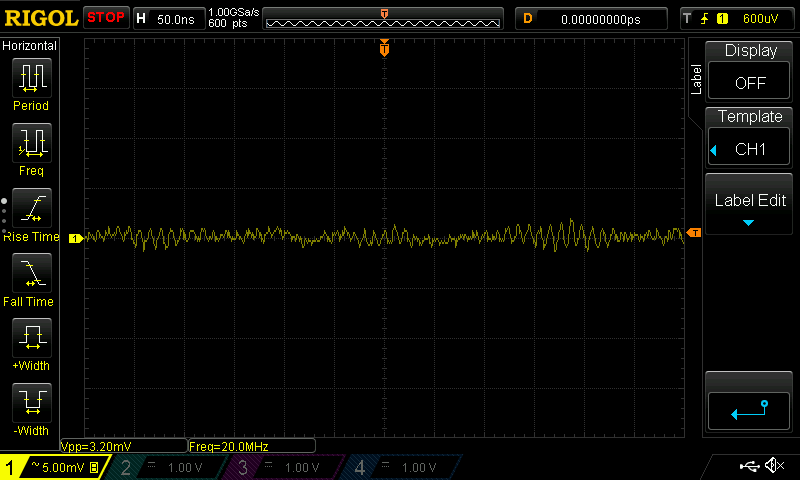 RIGOL STOP H 50.0ns 1.00GSa/s 600 pts T D 0.00000000ps T 1 600uV
Horizontal
Period
Freq
Rise Time
Fall Time
+Width
-Width
T
1
T
Label
Display
OFF
Template
CH1
Label Edit
Vpp=3.20mV Freq=20.0MHz
1 ~ 5.00mV B 2 1.00 V 3 1.00 V 4 1.00 V